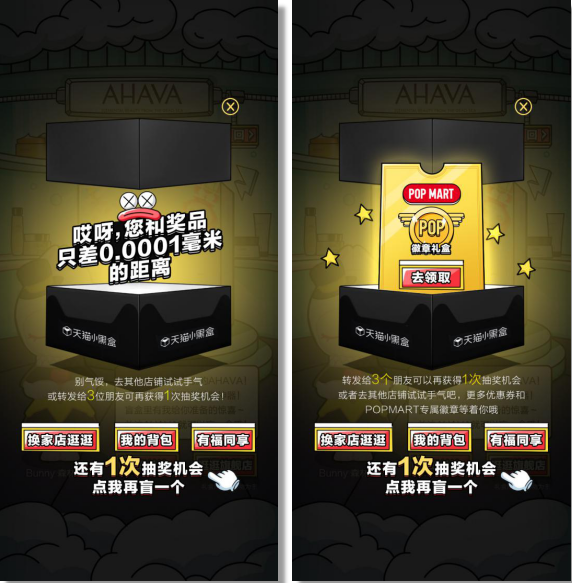 AHAVA
哎呀,您和奖品
只差0.0001毫米
的距离
天猫小黑盒
天猫小黑盒
别气馁，去其他店铺试试手气
或转发给3位朋友可再获得1次抽奖机会！
换家店逛逛
我的背包
有福同享
还有1次抽奖机会
点我再盲一个
AHAVA
POP MART
POP
徽章礼盒
去领取
天猫小黑盒
天猫小黑盒
转发给3个朋友可以再获得1次抽奖机会
或者去其他店铺试试手气吧，更多优惠券和
POPMART专属徽章等着你哦
换家店逛逛
我的背包
有福同享
还有1次抽奖机会
点我再盲一个